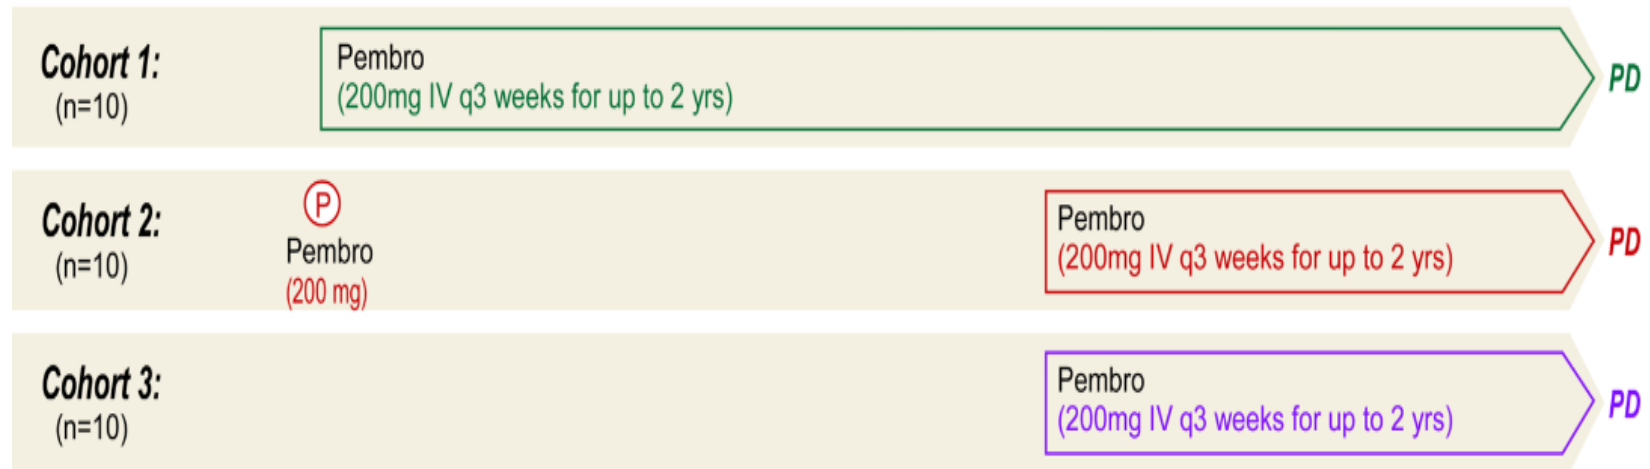 Cohort 1:
(n=10)
Pembro
(200mg IV q3 weeks for up to 2 yrs)
PD
Cohort 2:
(n=10)
P
Pembro
(200 mg)
Pembro
(200mg IV q3 weeks for up to 2 yrs)
PD
Cohort 3:
(n=10)
Pembro
(200mg IV q3 weeks for up to 2 yrs)
PD